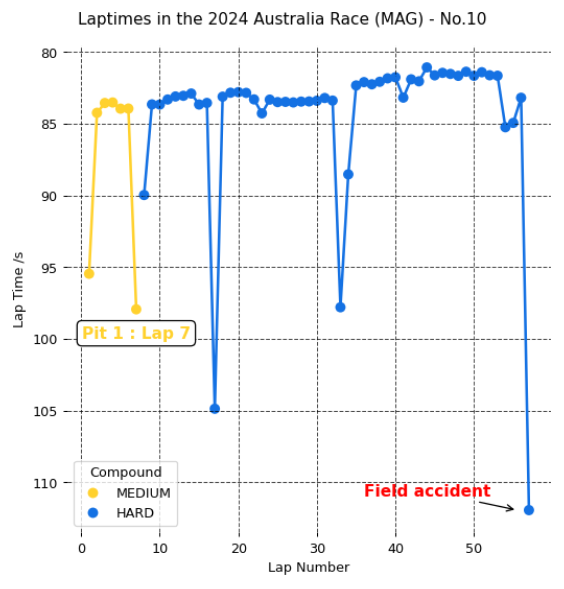 Laptimes in the 2024 Australia Race (MAG) - No.10
80
85
90
95
100
105
110
Lap Time /s
Pit 1 : Lap 7
Field accident
Compound
MEDIUM
HARD
0 10 20 30 40 50
Lap Number